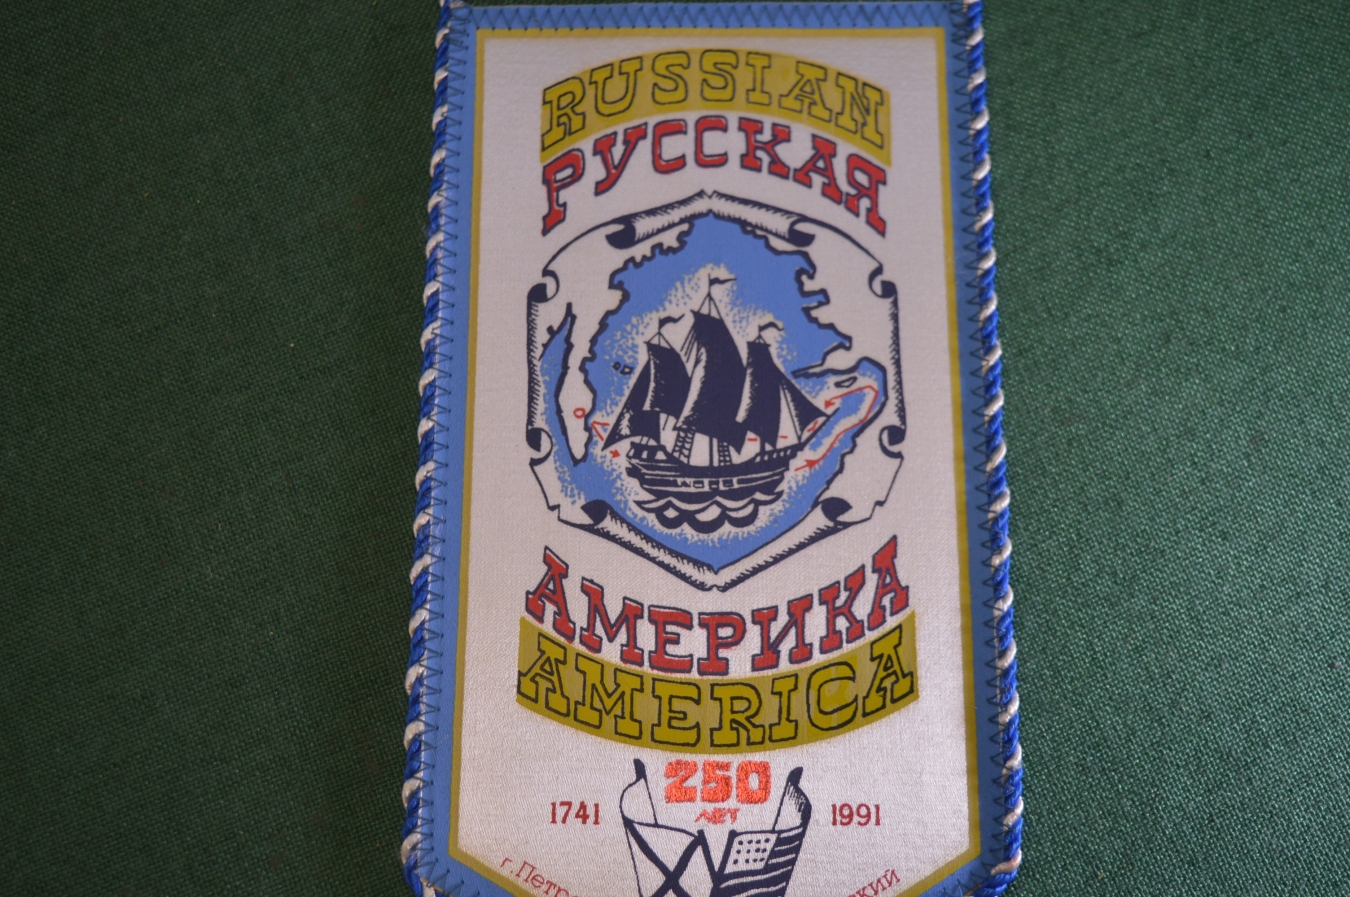 RUSSIAN
РУССКАЯ
АМЕРИКА
AMERICA
250
ЛЕТ
1741 1991
г.